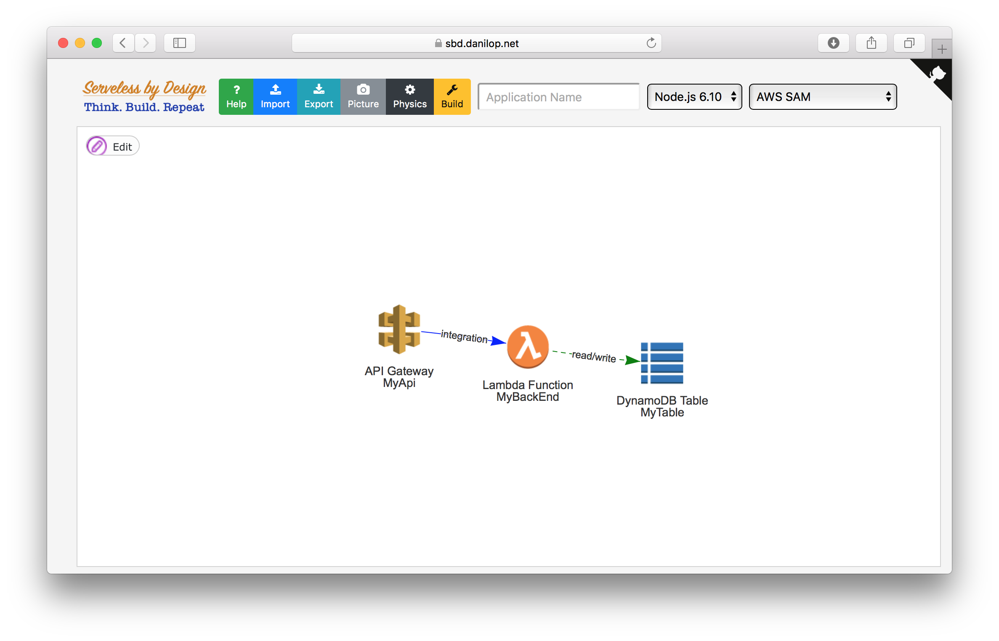 sbd.danilop.net
Serveless by Design
Think. Build. Repeat
? Help Import Export Picture Physics Build
Application Name
Node.js 6.10
AWS SAM
Edit
integration
read/write
API Gateway
MyApi
Lambda Function
MyBackEnd
DynamoDB Table
MyTable